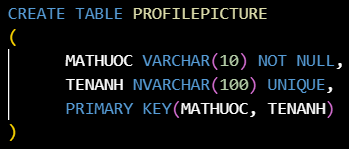 CREATE TABLE PROFILEPICTURE
(
MATHUOC VARCHAR(10) NOT NULL,
TENANH NVARCHAR(100) UNIQUE,
PRIMARY KEY(MATHUOC, TENANH)
)